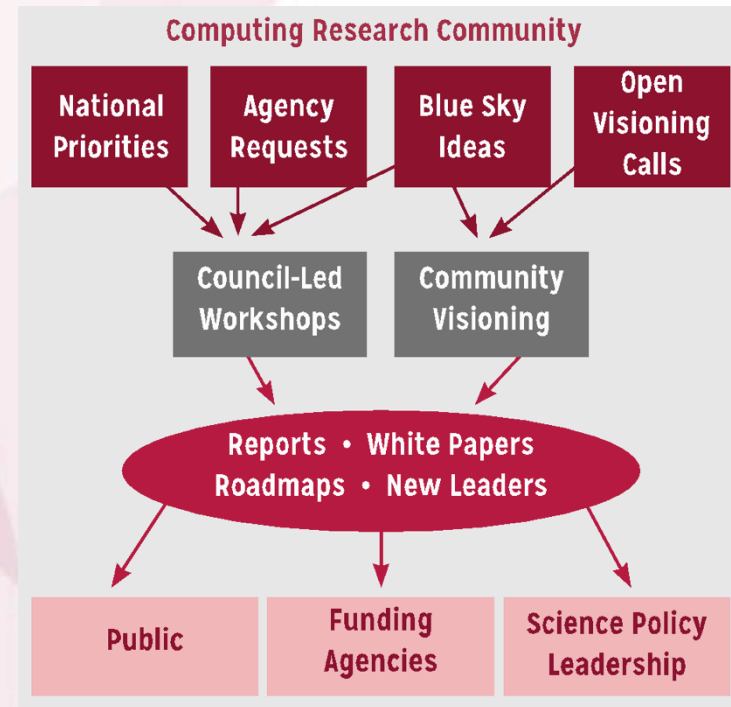 Computing Research Community
National
Priorities
Agency
Requests
Blue Sky
Ideas
Open
Visioning
Calls
Council-Led
Workshops
Community
Visioning
Reports • White Papers
Roadmaps • New Leaders
Public
Funding
Agencies
Science Policy
Leadership